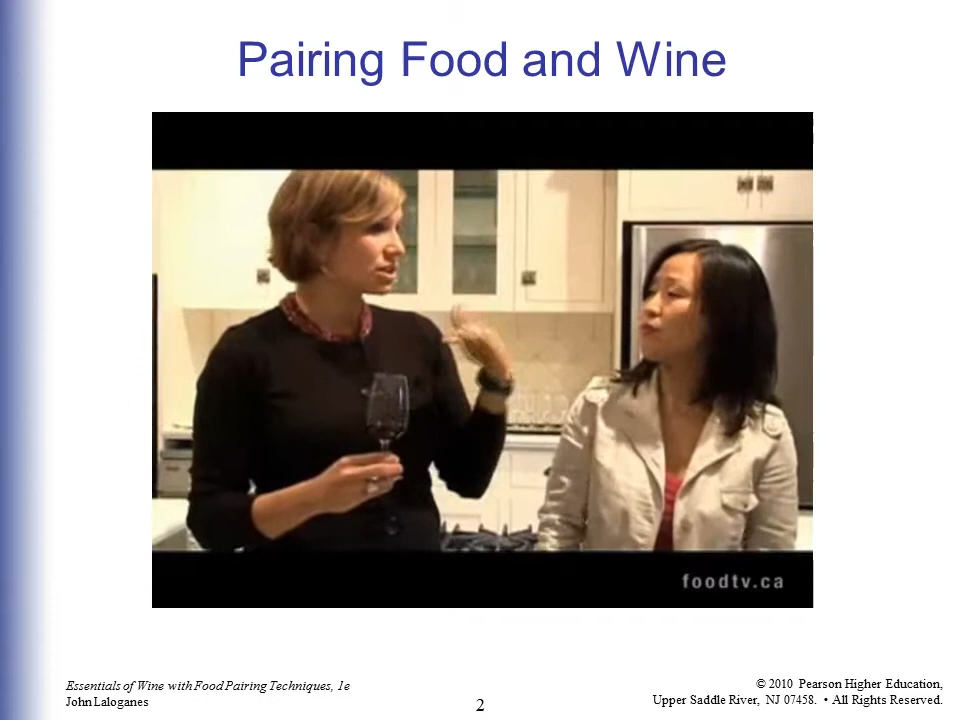 Pairing Food and Wine
foodtv.ca
Essentials of Wine with Food Pairing Techniques, 1e
John Laloganes
2
© 2010 Pearson Higher Education,
Upper Saddle River, NJ 07458. • All Rights Reserved.